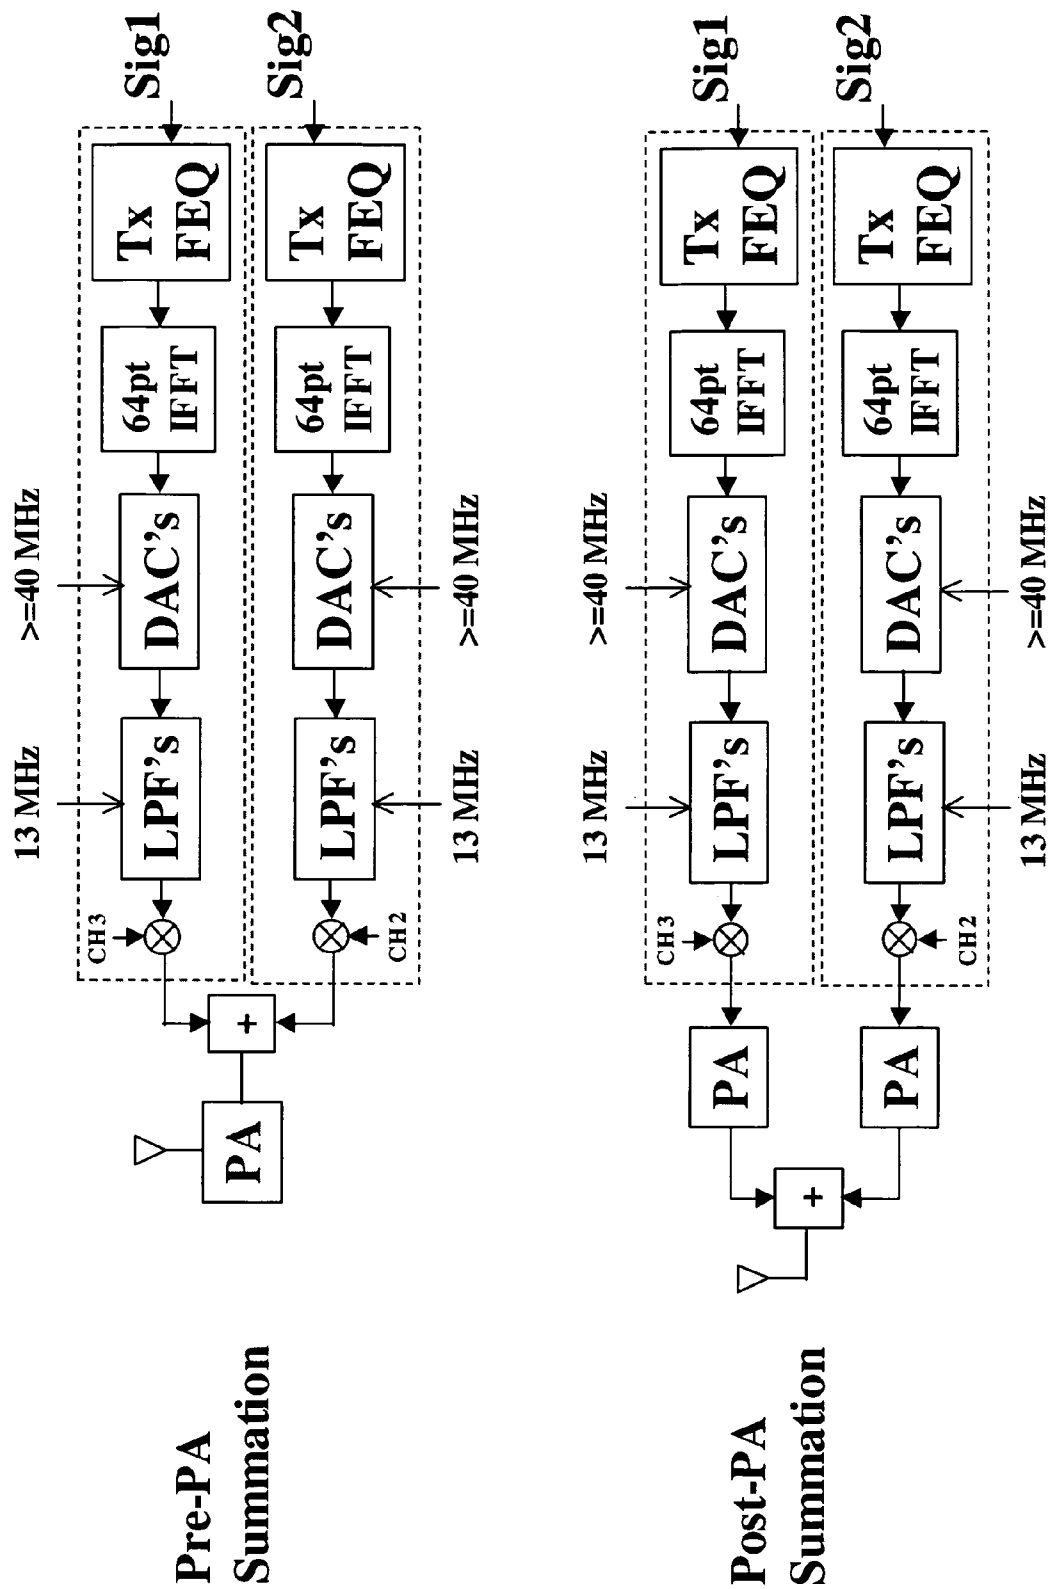 Pre-PA
Summation
PA
+
CH3
13 MHz
LPF's
>=40 MHz
DAC's
64pt
IFFT
Tx
FEQ
Sig1
CH2
LPF's
13 MHz
DAC's
>=40 MHz
64pt
IFFT
Tx
FEQ
Sig2
Post-PA
Summation
+
PA
CH3
13 MHz
LPF's
>=40 MHz
DAC's
64pt
IFFT
Tx
FEQ
Sig1
PA
CH2
LPF's
13 MHz
DAC's
>=40 MHz
64pt
IFFT
Tx
FEQ
Sig2